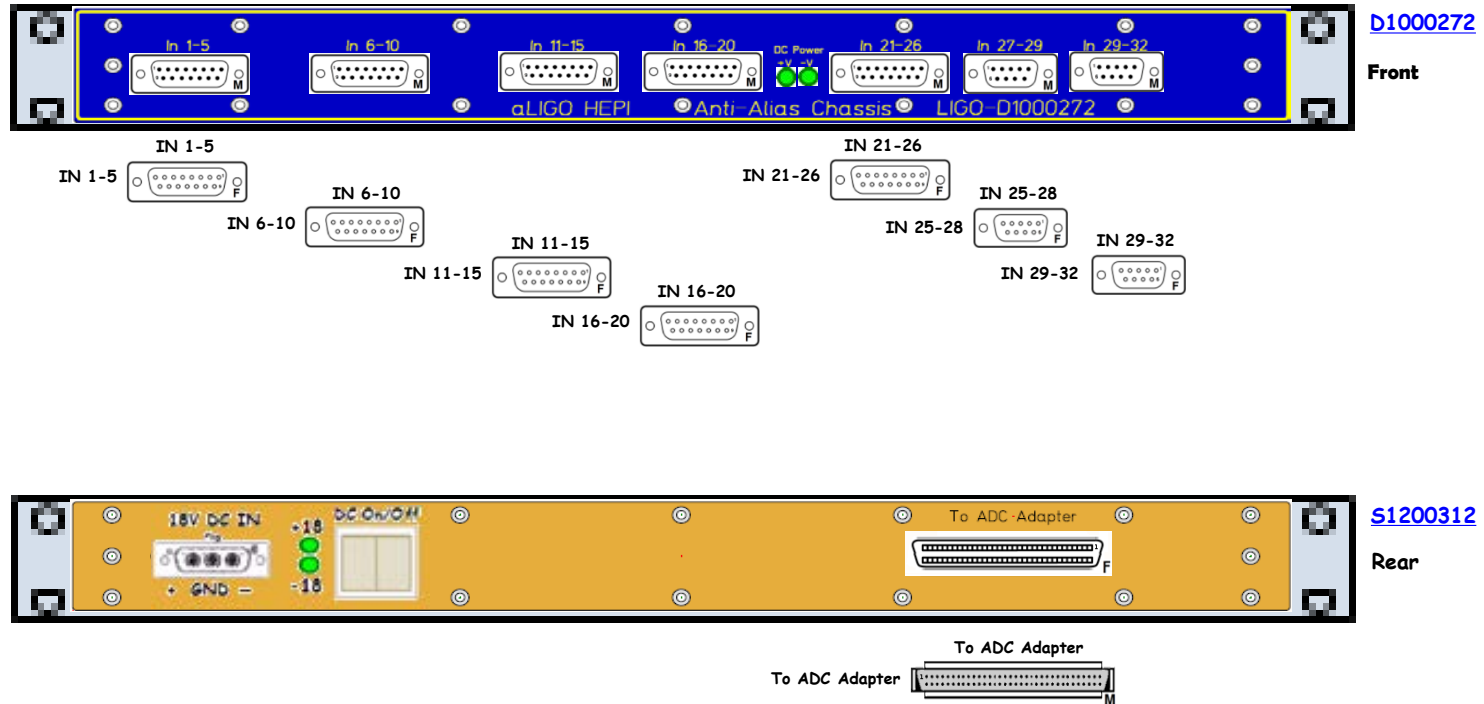 D1000272
In 1-5
In 6-10
In 11-15
In 16-20
DC Power
+V -V
In 21-26
In 27-29
In 29-32
M
M
M
M
M
M
M
Front
aLIGO HEPI Anti-Alias Chassis LIGO-D1000272
IN 1-5
IN 1-5
F
IN 6-10
IN 6-10
F
IN 11-15
IN 11-15
F
IN 16-20
IN 16-20
F
IN 21-26
IN 21-26
F
IN 25-28
IN 25-28
F
IN 29-32
IN 29-32
F
18V DC IN
+18
DC On/Off
To ADC Adapter
S1200312
F
Rear
+ GND -
-18
To ADC Adapter
To ADC Adapter
M